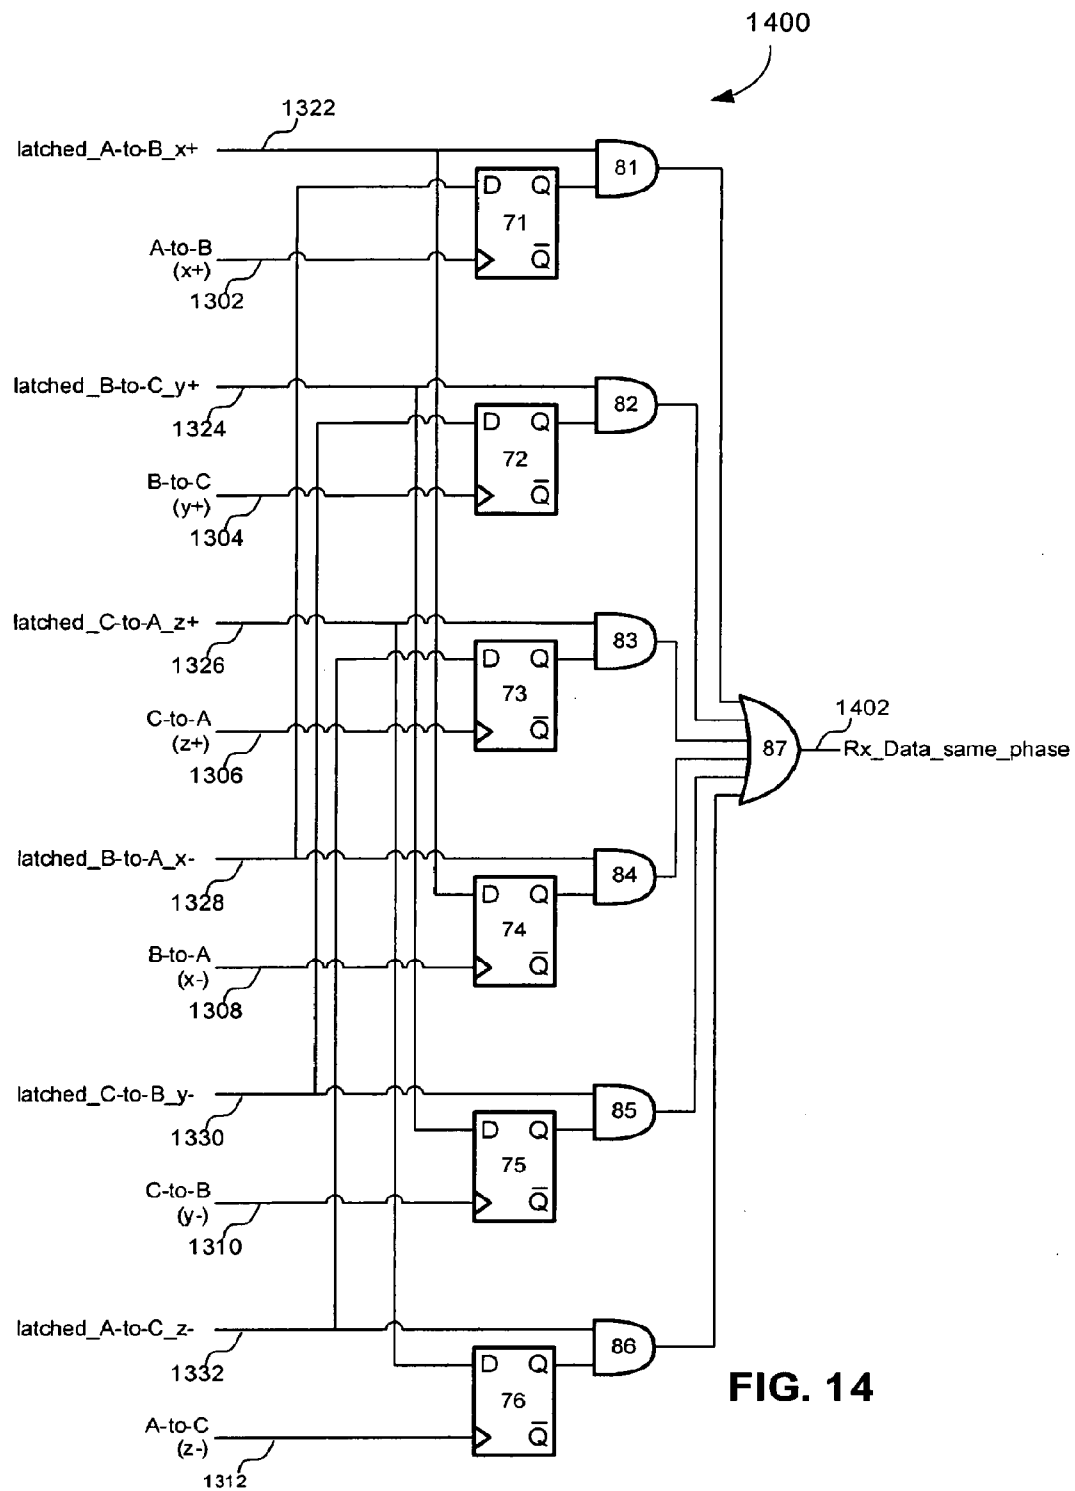 1400
1322
latched_A-to-B_x+
81
D Q
71
A-to-B
(x+)
Q̅
1302
latched_B-to-C_y+
82
1324
D Q
72
B-to-C
(y+)
Q̅
1304
latched_C-to-A_z+
83
1326
D Q
73
C-to-A
(z+)
Q̅
1306
1402
87
Rx_Data_same_phase
latched_B-to-A_x-
84
1328
D Q
74
B-to-A
(x-)
Q̅
1308
latched_C-to-B_y-
85
1330
D Q
75
C-to-B
(y-)
Q̅
1310
latched_A-to-C_z-
86
1332
D Q
76
FIG. 14
A-to-C
(z-)
Q̅
1312